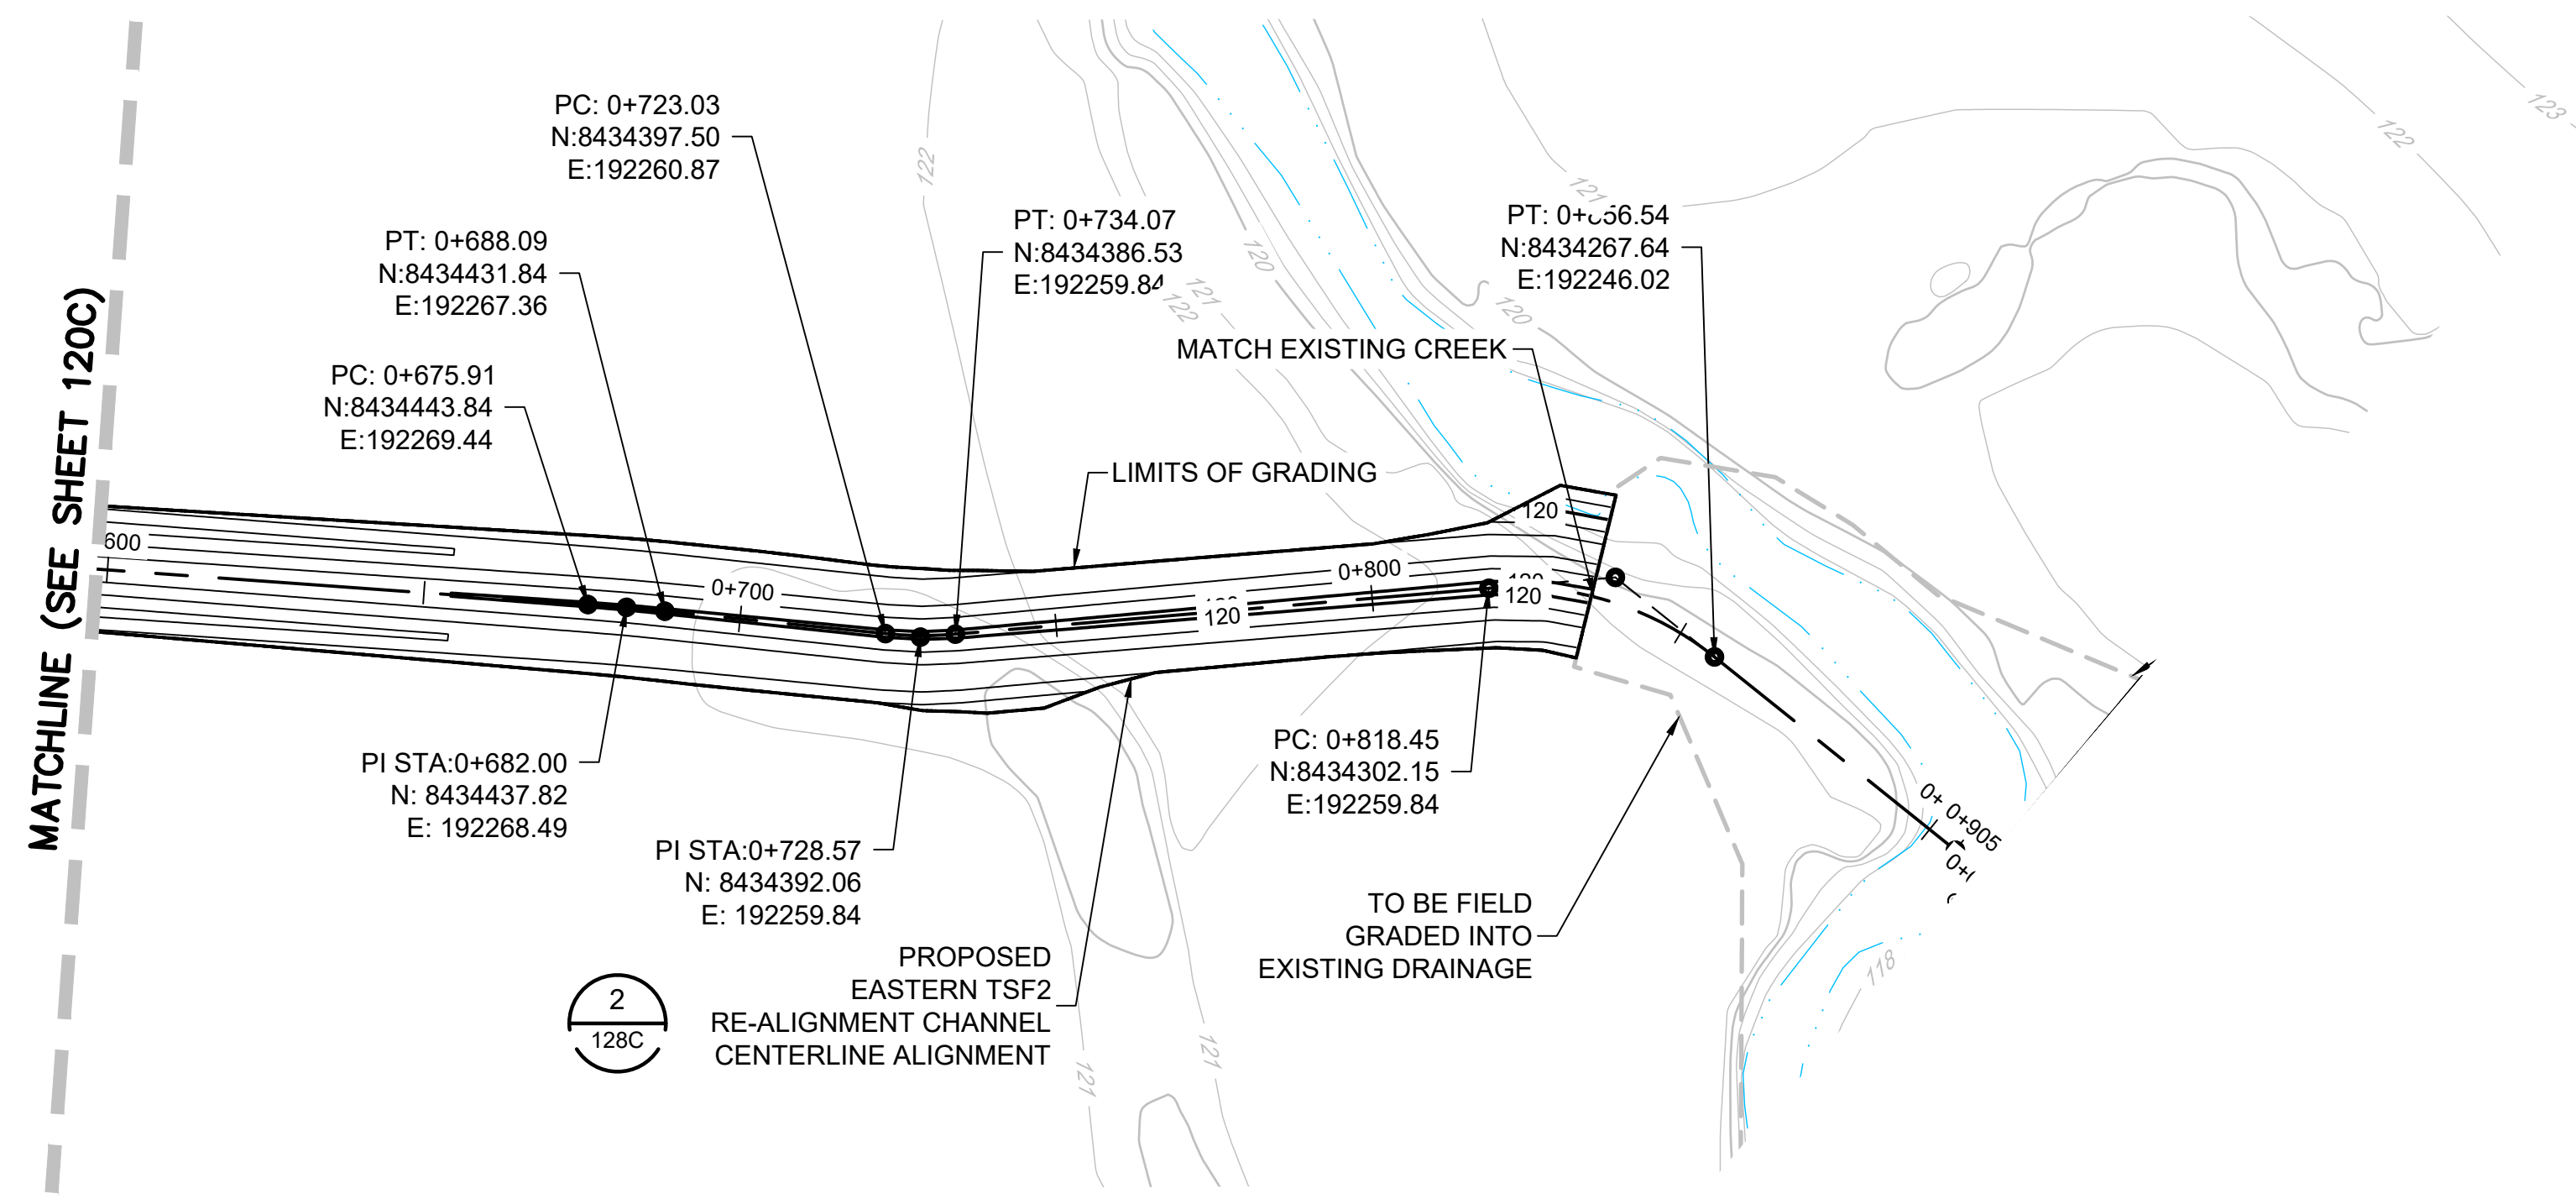 MATCHLINE (SEE SHEET 120C)
PC: 0+723.03
N:8434397.50
E:192260.87
PT: 0+688.09
N:8434431.84
E:192267.36
PC: 0+675.91
N:8434443.84
E:192269.44
PT: 0+734.07
N:8434386.53
E:192259.84
PT:
N:8434267.64
E:192246.02
MATCH EXISTING CREEK
LIMITS OF GRADING
600
0+700
0+800
120
120
120
PI STA:0+682.00
N: 8434437.82
E: 192268.49
PI STA:0+728.57
N: 8434392.06
E: 192259.84
PC: 0+818.45
N:8434302.15
E:192259.84
PROPOSED
EASTERN TSF2
RE-ALIGNMENT CHANNEL
CENTERLINE ALIGNMENT
2
128C
TO BE FIELD
GRADED INTO
EXISTING DRAINAGE
0+905
122
120
121
122
121
120
122
123
121
121
118